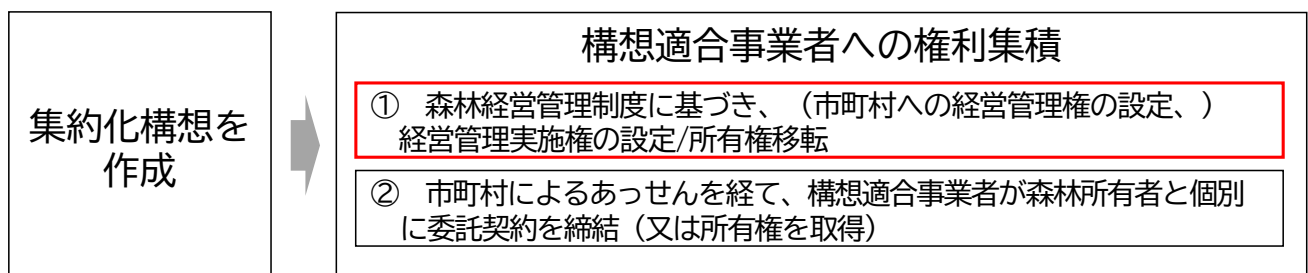 集約化構想を
作成
構想適合事業者への権利集積
① 森林経営管理制度に基づき、（市町村への経営管理権の設定、）
経営管理実施権の設定/所有権移転
② 市町村によるあっせんを経て、構想適合事業者が森林所有者と個別
に委託契約を締結（又は所有権を取得）